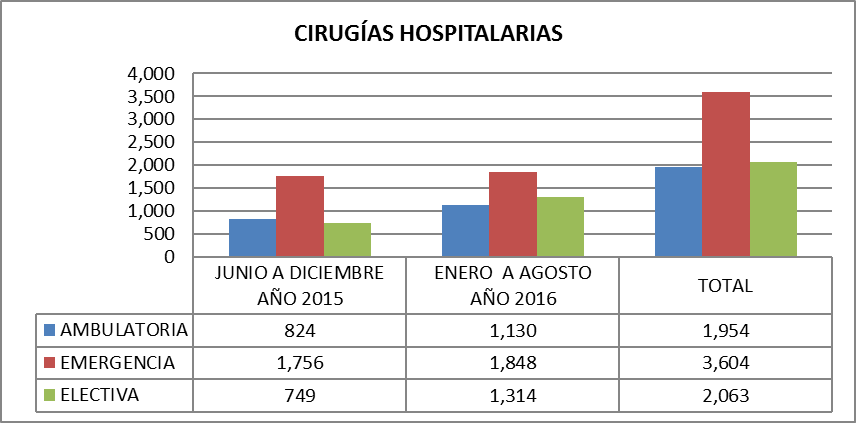 CIRUGÍAS HOSPITALARIAS
4,000
3,500
3,000
2,500
2,000
1,500
1,000
500
0
JUNIO A DICIEMBRE
AÑO 2015
ENERO A AGOSTO
AÑO 2016
TOTAL
AMBULATORIA 824 1,130 1,954
EMERGENCIA 1,756 1,848 3,604
ELECTIVA 749 1,314 2,063